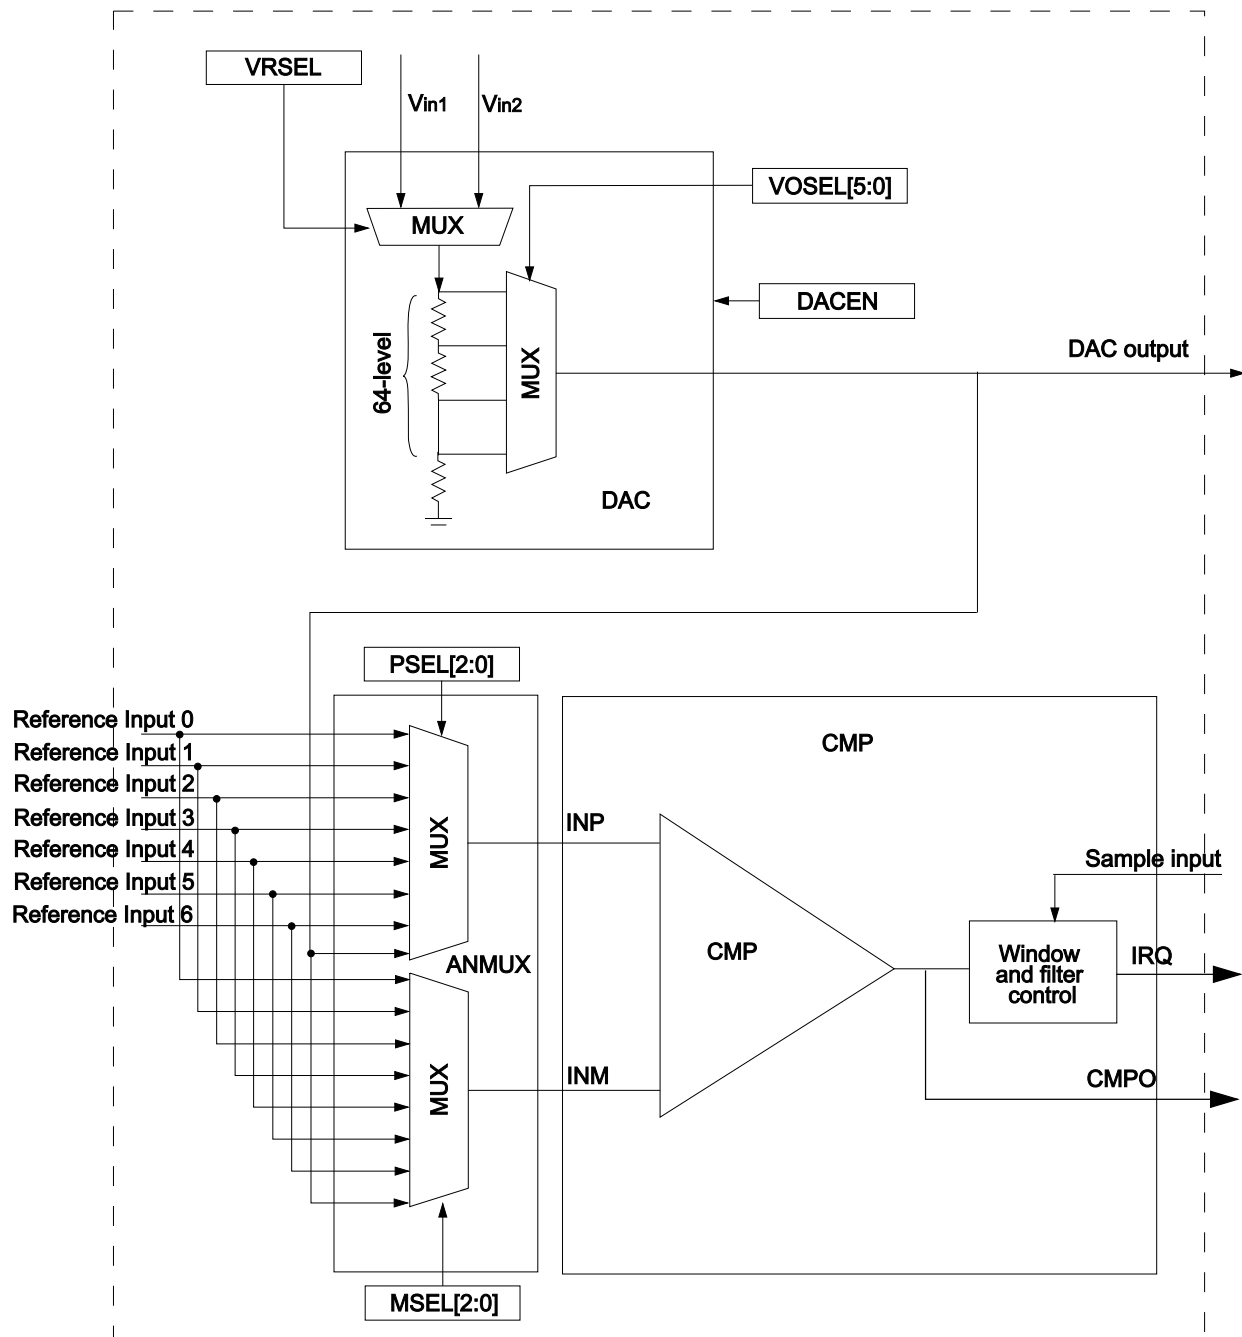 VRSEL
Vin1
Vin2
VOSEL[5:0]
MUX
DACEN
64-level
MUX
DAC output
DAC
PSEL[2:0]
Reference Input 0
Reference Input 1
Reference Input 2
Reference Input 3
Reference Input 4
Reference Input 5
Reference Input 6
MUX
ANMUX
MUX
MSEL[2:0]
CMP
INP
INM
CMP
Sample input
Window
and filter
control
IRQ
CMPO